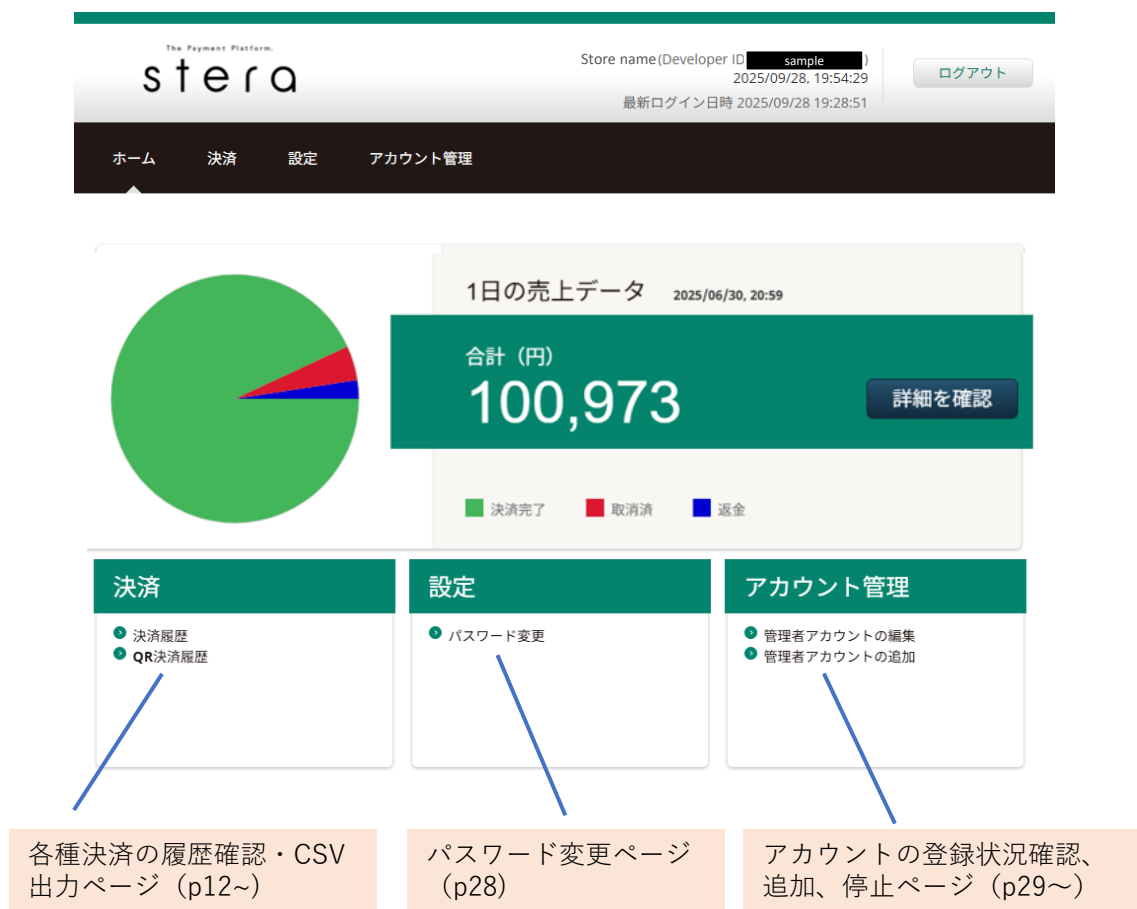 The Payment Platform.
stera
Store name(Developer ID sample )
2025/09/28, 19:54:29
最新ログイン日時 2025/09/28 19:28:51
ログアウト
ホーム 決済 設定 アカウント管理
1日の売上データ 2025/06/30, 20:59
合計（円）
100,973
詳細を確認
決済完了 取消済 返金
決済
決済履歴
QR決済履歴
設定
パスワード変更
アカウント管理
管理者アカウントの編集
管理者アカウントの追加
各種決済の履歴確認・CSV
出力ページ（p12~)
パスワード変更ページ
（p28)
アカウントの登録状況確認、
追加、停止ページ（p29～）